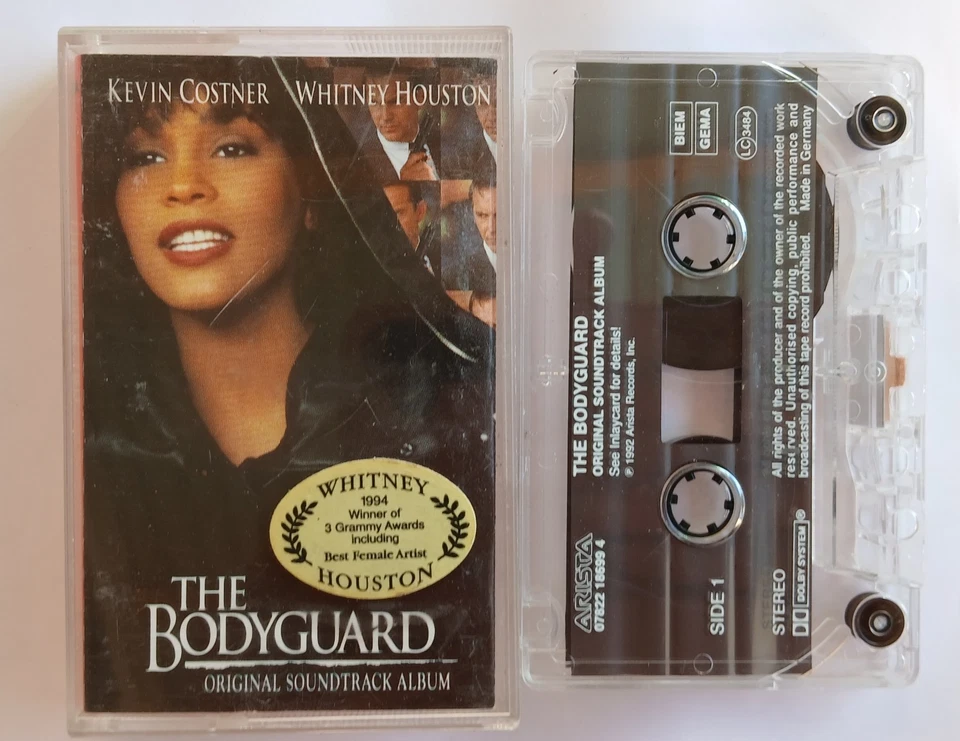 KEVIN COSTNER WHITNEY HOUSTON
WHITNEY
1994
Winner of
3 Grammy Awards
including
Best Female Artist
HOUSTON
THE
BODYGUARD
ORIGINAL SOUNDTRACK ALBUM
THE BODYGUARD
ORIGINAL SOUNDTRACK ALBUM
See inlaycard for details!
℗ 1992 Arista Records, Inc.
ARISTA
07822 18699 4
SIDE 1
BIEM
GEMA
LC 3484
All rights of the producer and of the owner of the recorded work
reserved. Unauthorised copying, public performance and
broadcasting of this tape record prohibited. Made in Germany
STEREO
DOLBY SYSTEM®